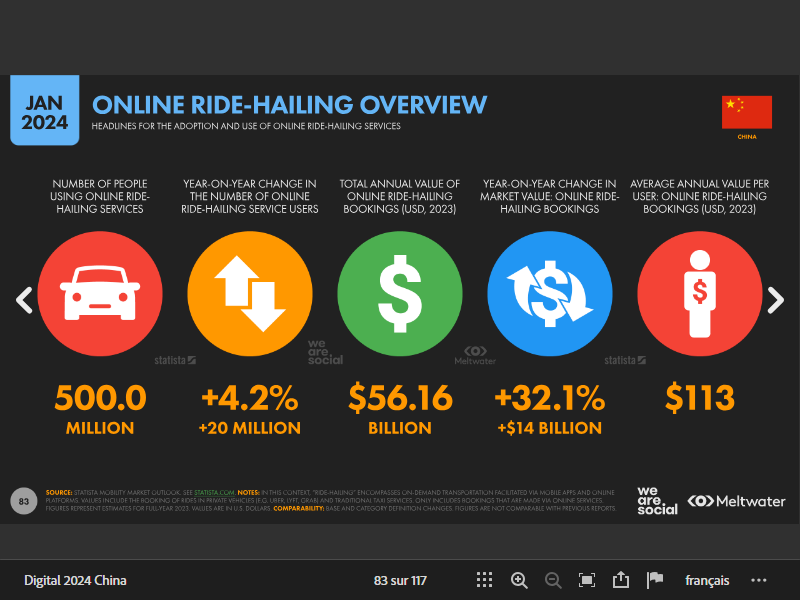 JAN
2024
ONLINE RIDE-HAILING OVERVIEW
HEADLINES FOR THE ADOPTION AND USE OF ONLINE RIDE-HAILING SERVICES
CHINA
NUMBER OF PEOPLE
USING ONLINE RIDE-
HAILING SERVICES
YEAR-ON-YEAR CHANGE IN
THE NUMBER OF ONLINE
RIDE-HAILING SERVICE USERS
TOTAL ANNUAL VALUE OF
ONLINE RIDE-HAILING
BOOKINGS (USD, 2023)
YEAR-ON-YEAR CHANGE IN
MARKET VALUE: ONLINE RIDE-
HAILING BOOKINGS
AVERAGE ANNUAL VALUE PER
USER: ONLINE RIDE-HAILING
BOOKINGS (USD, 2023)
$
$
$
statista
we
are
social
Meltwater
statista
500.0
MILLION
+4.2%
+20 MILLION
$56.16
BILLION
+32.1%
+$14 BILLION
$113
83
SOURCE: STATISTA MOBILITY MARKET OUTLOOK. SEE STATISTA.COM. NOTES: IN THIS CONTEXT, "RIDE-HAILING" ENCOMPASSES ON-DEMAND TRANSPORTATION FACILITATED VIA MOBILE APPS AND ONLINE
PLATFORMS. VALUES INCLUDE THE BOOKING OF RIDES IN PRIVATE VEHICLES (E.G. UBER, LYFT, GRAB) AND TRADITIONAL TAXI SERVICES. ONLY INCLUDES BOOKINGS THAT ARE MADE VIA ONLINE SERVICES.
FIGURES REPRESENT ESTIMATES FOR FULL-YEAR 2023. VALUES ARE IN U.S. DOLLARS. COMPARABILITY: BASE AND CATEGORY DEFINITION CHANGES. FIGURES ARE NOT COMPARABLE WITH PREVIOUS REPORTS.
we
are
social
Meltwater
Digital 2024 China
83 sur 117
français